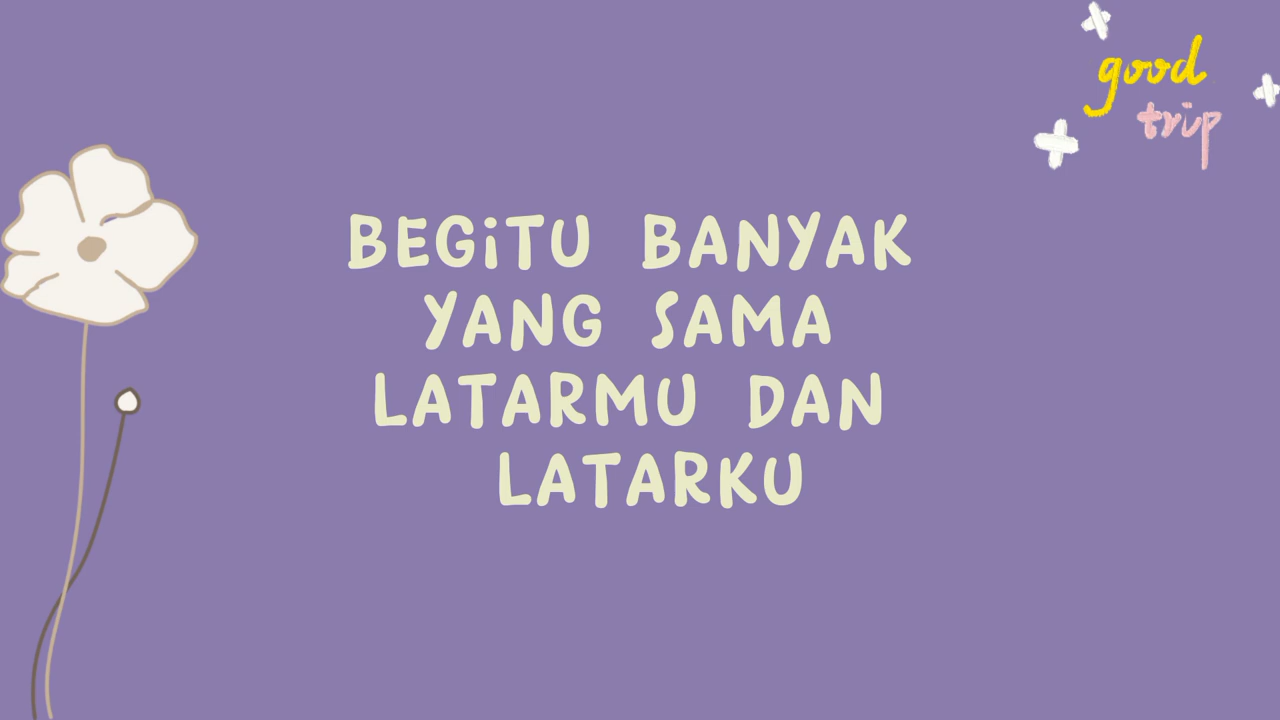 good
trip
BEGiTU BANYAK
YANG SAMA
LATARMU DAN
LATARKU